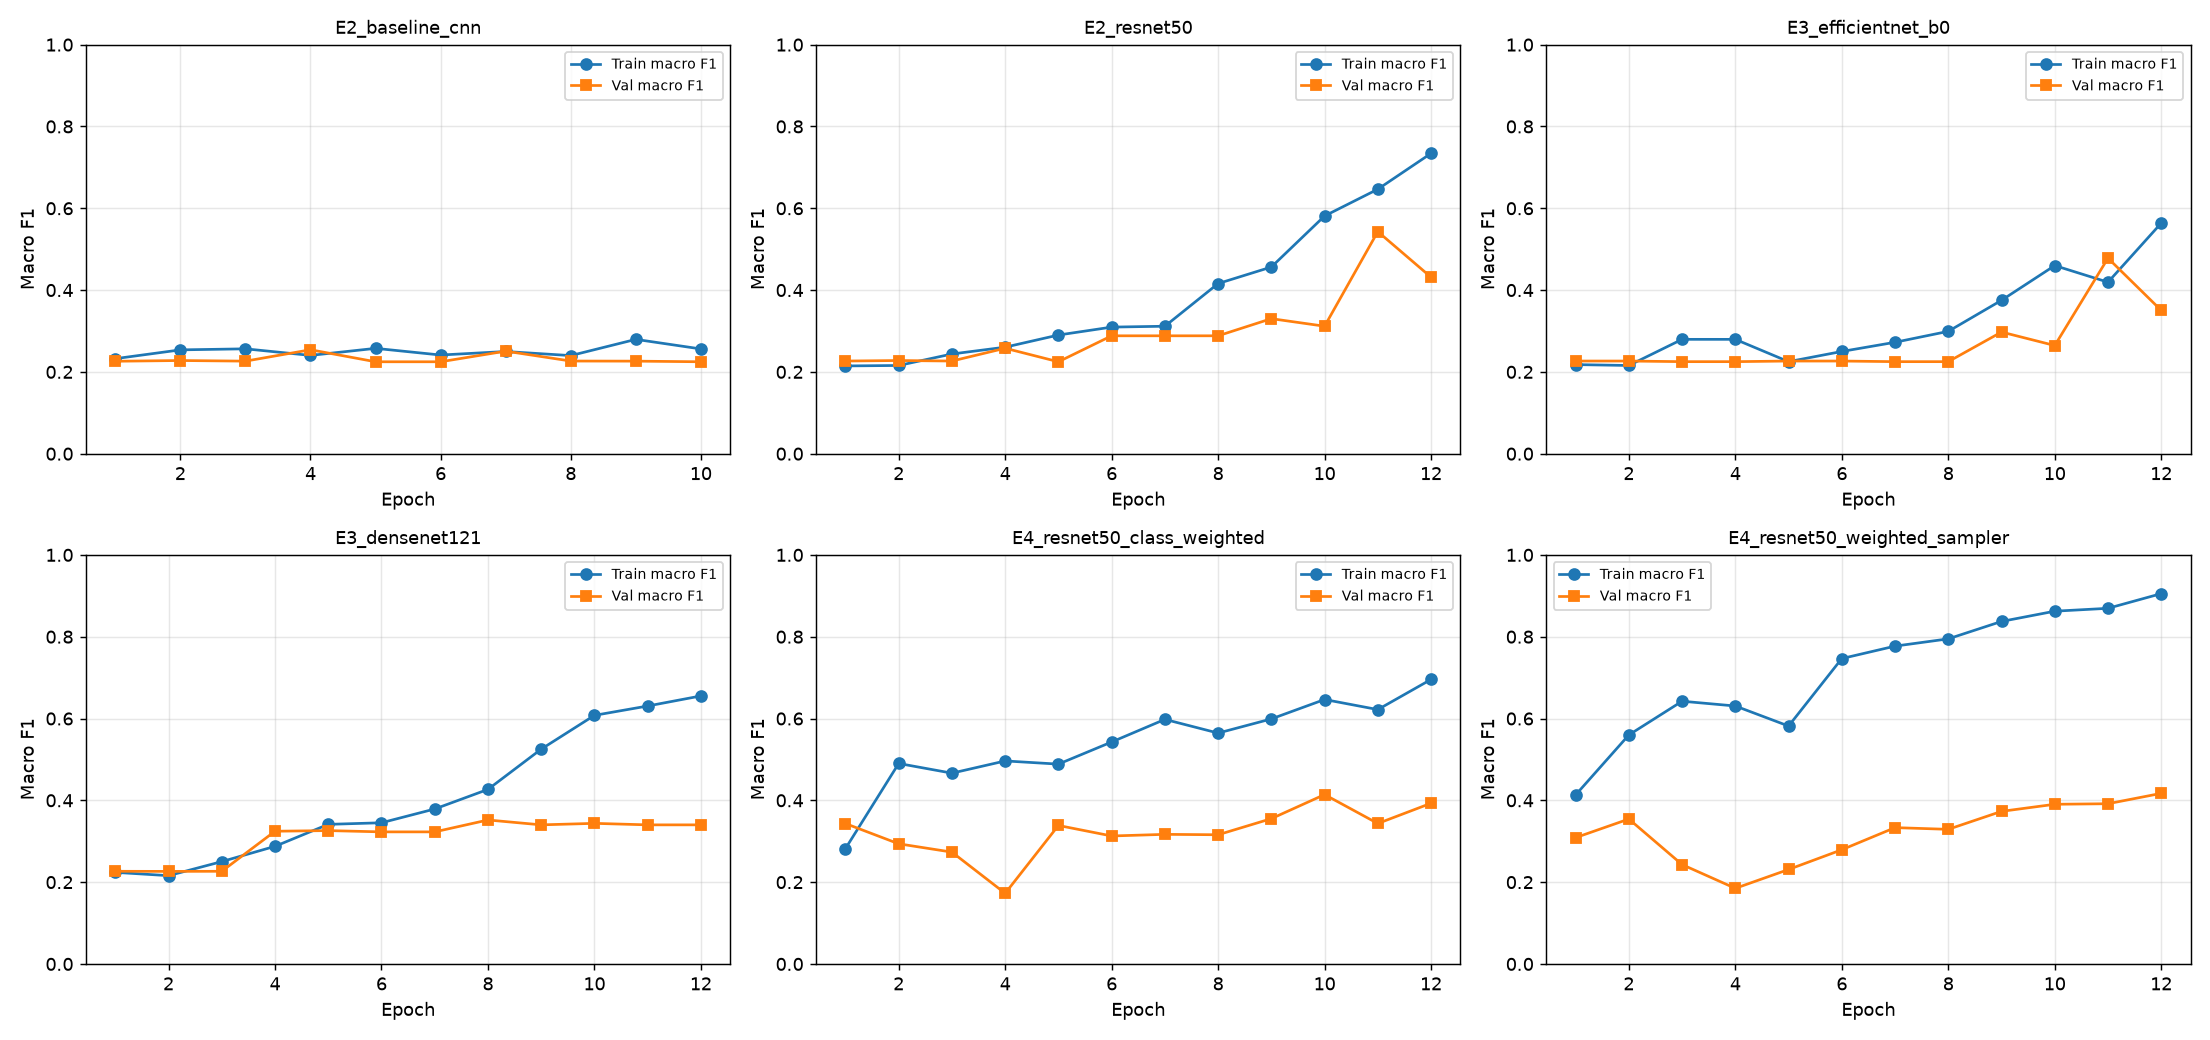 E2_baseline_cnn
1.0
0.8
0.6
0.4
0.2
0.0
Macro F1
Train macro F1
Val macro F1
2 4 6 8 10
Epoch
E2_resnet50
1.0
0.8
0.6
0.4
0.2
0.0
Macro F1
Train macro F1
Val macro F1
2 4 6 8 10 12
Epoch
E3_efficientnet_b0
1.0
0.8
0.6
0.4
0.2
0.0
Macro F1
Train macro F1
Val macro F1
2 4 6 8 10 12
Epoch
E3_densenet121
1.0
0.8
0.6
0.4
0.2
0.0
Macro F1
Train macro F1
Val macro F1
2 4 6 8 10 12
Epoch
E4_resnet50_class_weighted
1.0
0.8
0.6
0.4
0.2
0.0
Macro F1
Train macro F1
Val macro F1
2 4 6 8 10 12
Epoch
E4_resnet50_weighted_sampler
1.0
0.8
0.6
0.4
0.2
0.0
Macro F1
Train macro F1
Val macro F1
2 4 6 8 10 12
Epoch